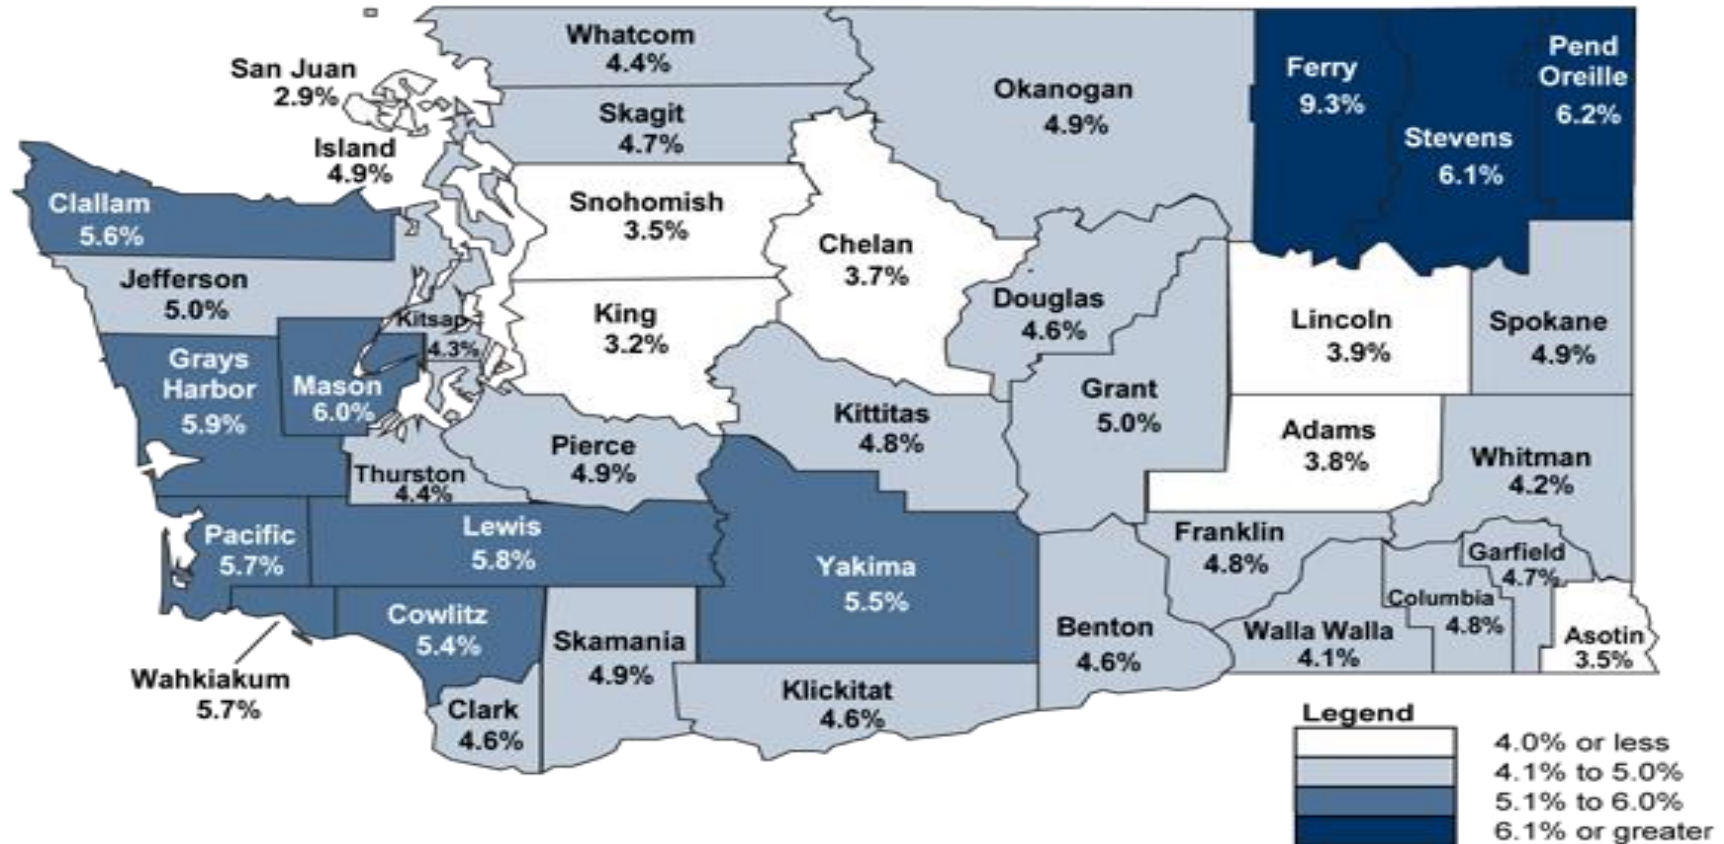 Whatcom
4.4%
San Juan
2.9%
Skagit
4.7%
Island
4.9%
Okanogan
4.9%
Ferry
9.3%
Stevens
6.1%
Pend
Oreille
6.2%
Clallam
5.6%
Snohomish
3.5%
Chelan
3.7%
Jefferson
5.0%
Kitsap
4.3%
King
3.2%
Douglas
4.6%
Lincoln
3.9%
Spokane
4.9%
Grays
Harbor
5.9%
Mason
6.0%
Kittitas
4.8%
Grant
5.0%
Adams
3.8%
Whitman
4.2%
Thurston
4.4%
Pierce
4.9%
Pacific
5.7%
Lewis
5.8%
Yakima
5.5%
Franklin
4.8%
Garfield
4.7%
Columbia
4.8%
Cowlitz
5.4%
Skamania
4.9%
Benton
4.6%
Walla Walla
4.1%
Asotin
3.5%
Wahkiakum
5.7%
Clark
4.6%
Klickitat
4.6%
Legend
4.0% or less
4.1% to 5.0%
5.1% to 6.0%
6.1% or greater